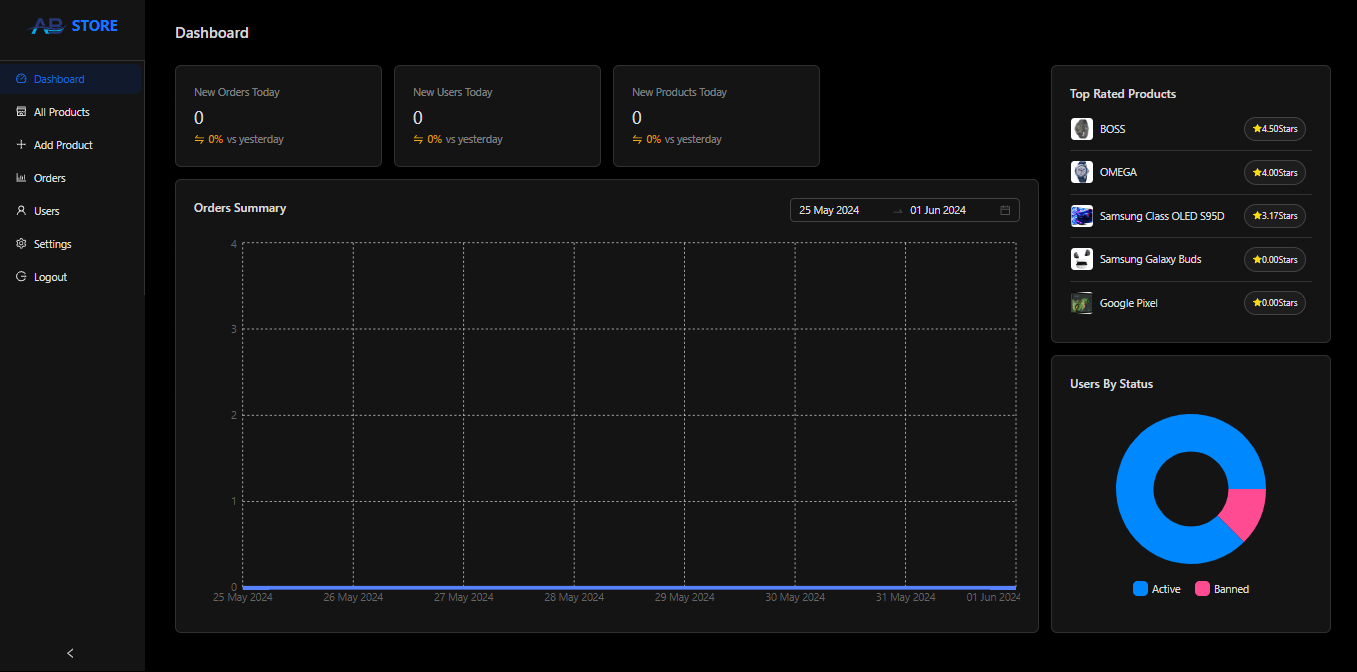 AB STORE
Dashboard
All Products
Add Product
Orders
Users
Settings
Logout
Dashboard
New Orders Today
0
0% vs yesterday
New Users Today
0
0% vs yesterday
New Products Today
0
0% vs yesterday
Orders Summary
25 May 2024 → 01 Jun 2024
4
3
2
1
0
25 May 2024 26 May 2024 27 May 2024 28 May 2024 29 May 2024 30 May 2024 31 May 2024 01 Jun 2024
Top Rated Products
BOSS 4.50Stars
OMEGA 4.00Stars
Samsung Class OLED S95D 3.17Stars
Samsung Galaxy Buds 0.00Stars
Google Pixel 0.00Stars
Users By Status
Active Banned